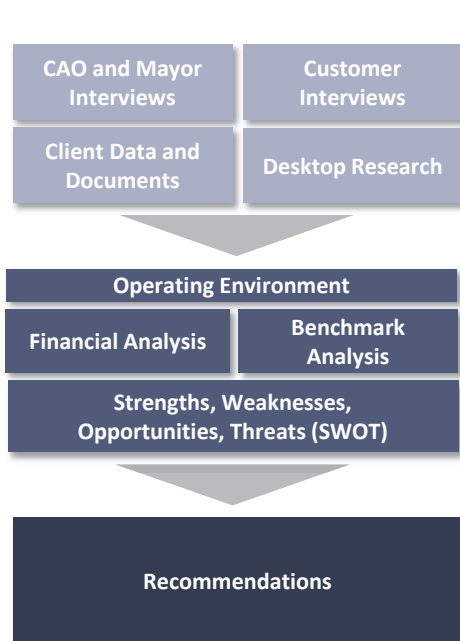 CAO and Mayor
Interviews
Customer
Interviews
Client Data and
Documents
Desktop Research
Operating Environment
Financial Analysis
Benchmark
Analysis
Strengths, Weaknesses,
Opportunities, Threats (SWOT)
Recommendations